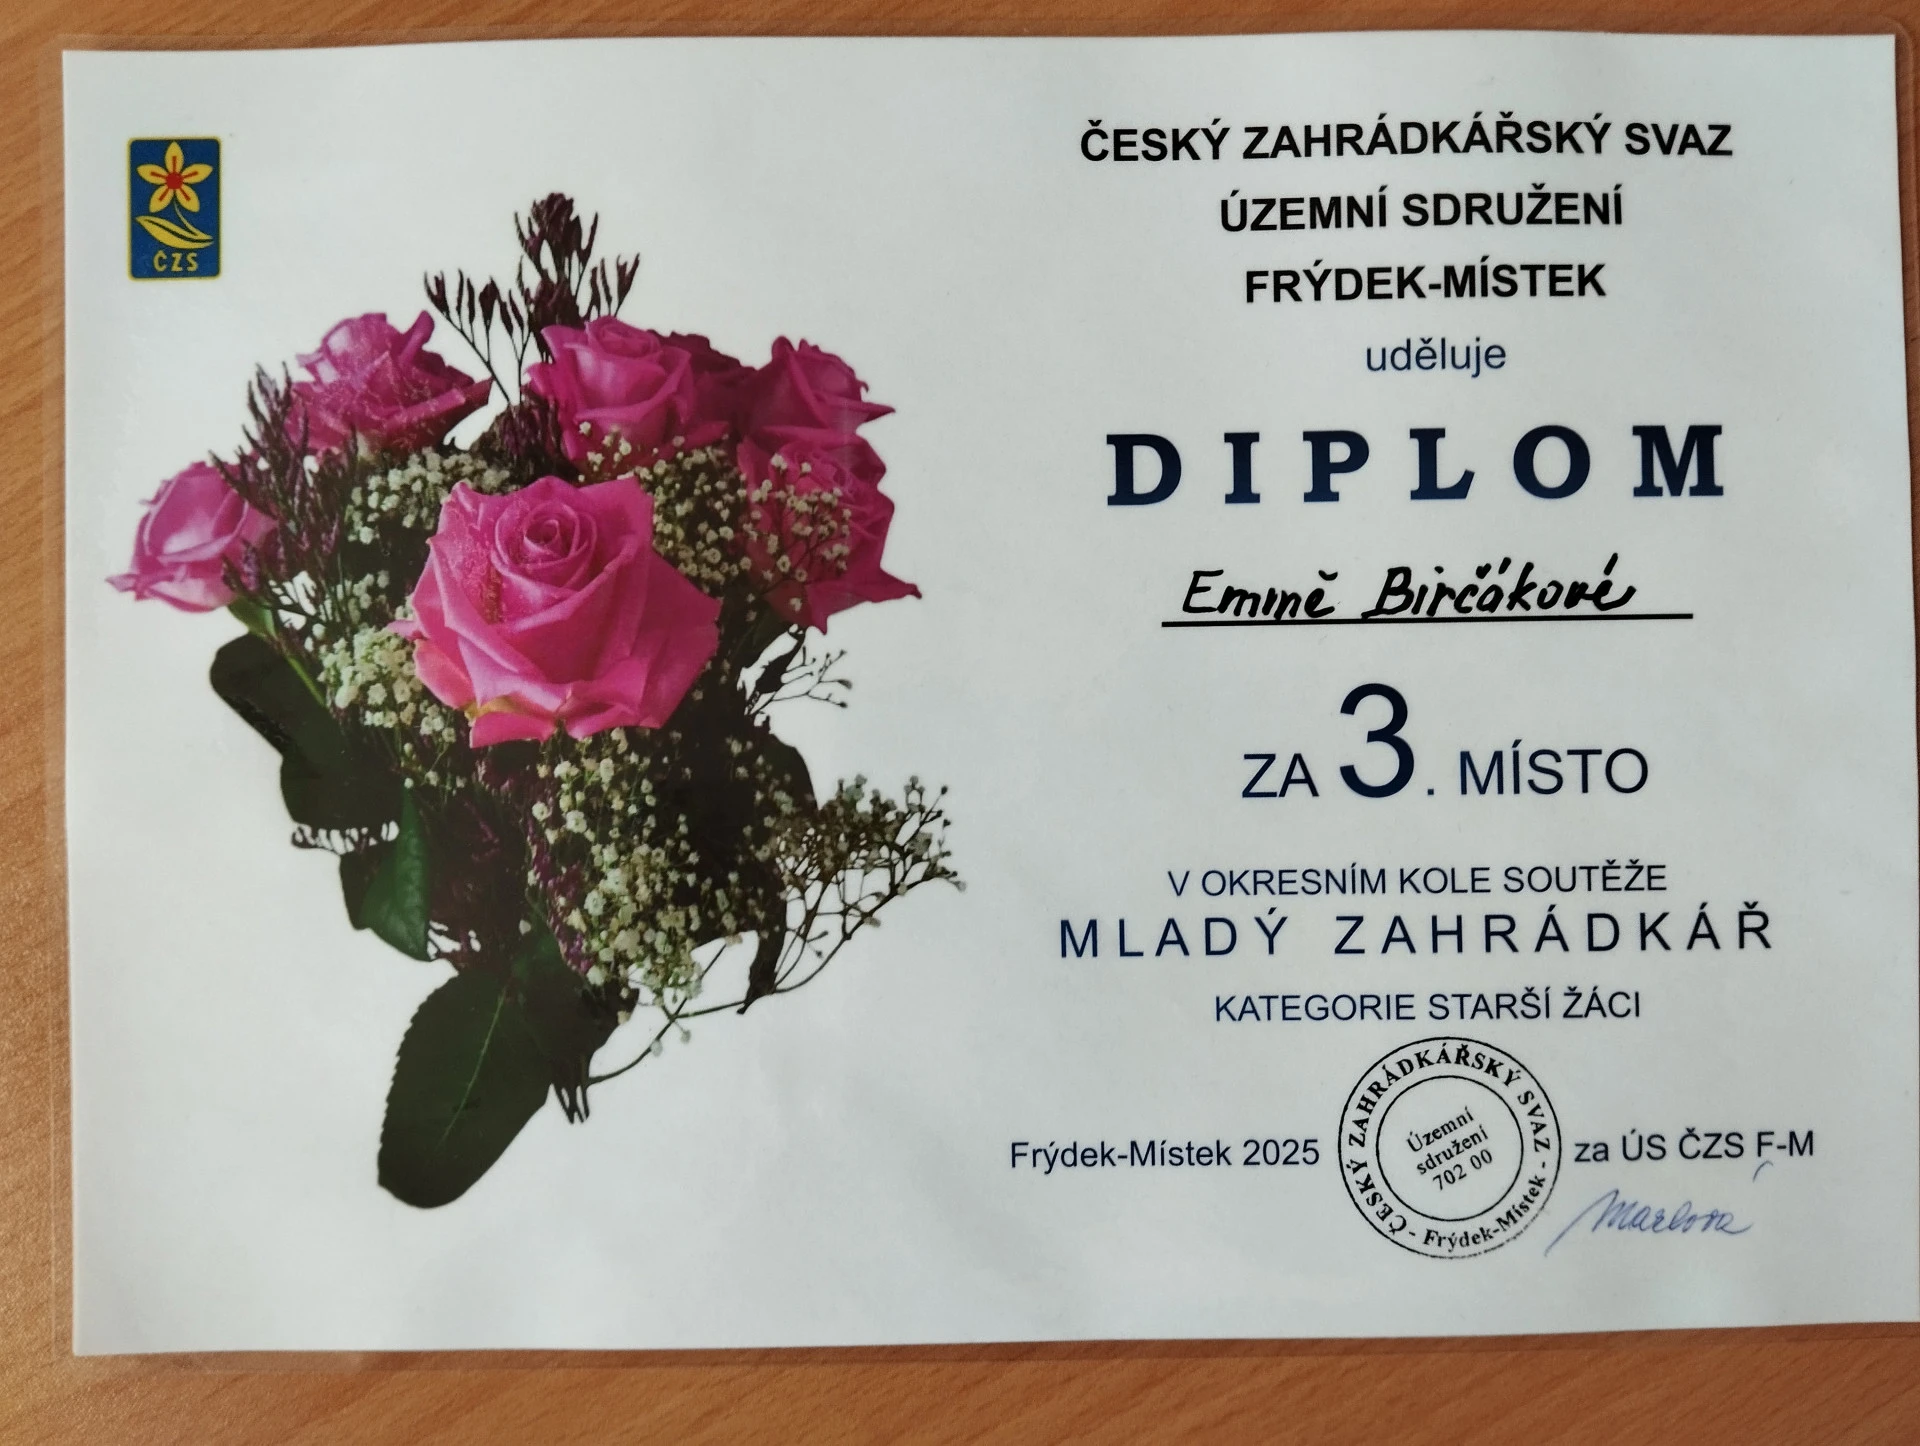 ČZS
ČESKÝ ZAHRÁDKÁŘSKÝ SVAZ
ÚZEMNÍ SDRUŽENÍ
FRÝDEK-MÍSTEK
uděluje
DIPLOM
Emině Birčákové
ZA 3. MÍSTO
V OKRESNÍM KOLE SOUTĚŽE
MLADÝ ZAHRÁDKÁŘ
KATEGORIE STARŠÍ ŽÁCI
Frýdek-Místek 2025
ČESKÝ ZAHRÁDKÁŘSKÝ SVAZ - Frýdek-Místek -
Územní
sdružení
702 00
za ÚS ČZS F-M